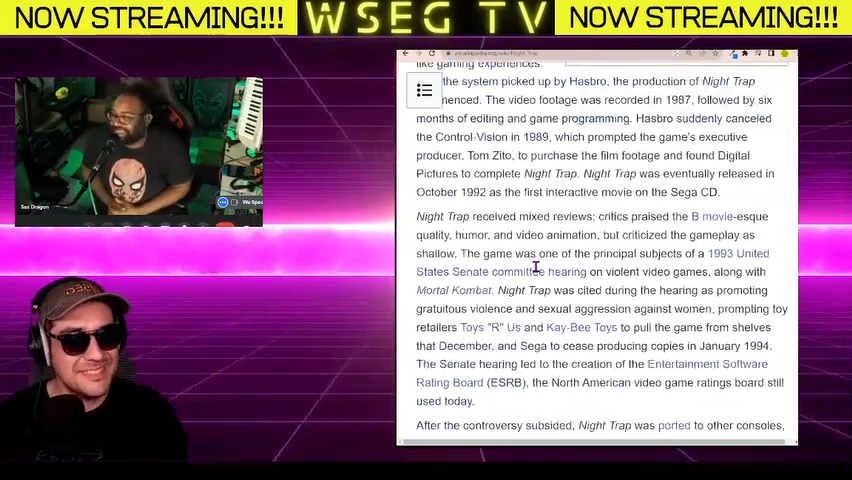 NOW STREAMING!!!
WSEG TV
NOW STREAMING!!!
en.wikipedia.org/wiki/Night_Trap
like gaming experiences.
the system picked up by Hasbro, the production of Night Trap
menced. The video footage was recorded in 1987, followed by six
months of editing and game programming. Hasbro suddenly canceled
the Control-Vision in 1989, which prompted the game's executive
producer, Tom Zito, to purchase the film footage and found Digital
Pictures to complete Night Trap. Night Trap was eventually released in
October 1992 as the first interactive movie on the Sega CD.
Night Trap received mixed reviews; critics praised the B movie-esque
quality, humor, and video animation, but criticized the gameplay as
shallow, The game was one of the principal subjects of a 1993 United
States Senate committee hearing on violent video games, along with
Mortal Kombat. Night Trap was cited during the hearing as promoting
gratuitous violence and sexual aggression against women, prompting toy
retailers Toys "R" Us and Kay-Bee Toys to pull the game from shelves
that December, and Sega to cease producing copies in January 1994.
The Senate hearing led to the creation of the Entertainment Software
Rating Board (ESRB), the North American video game ratings board still
used today.
After the controversy subsided, Night Trap was ported to other consoles,
Sax Dragon
We Spea